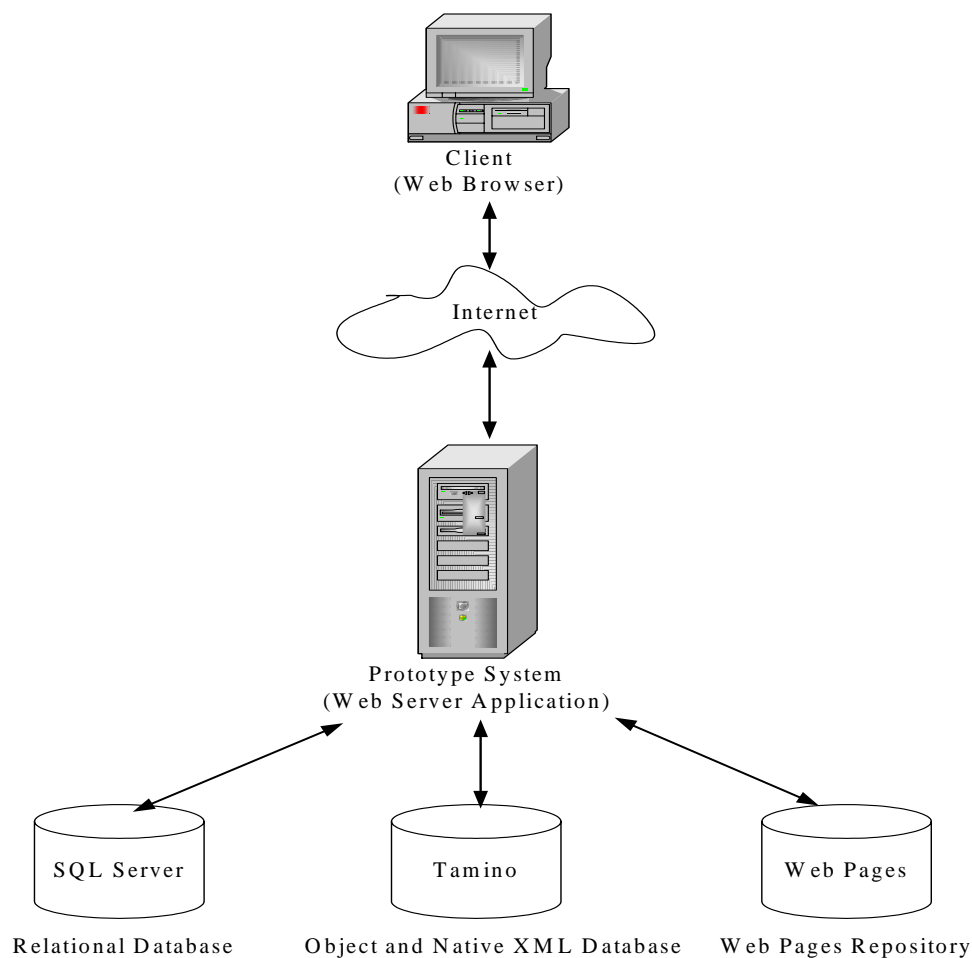 Client
(Web Browser)
Internet
Prototype System
(Web Server Application)
SQL Server
Tamino
Web Pages
Relational Database
Object and Native XML Database
Web Pages Repository